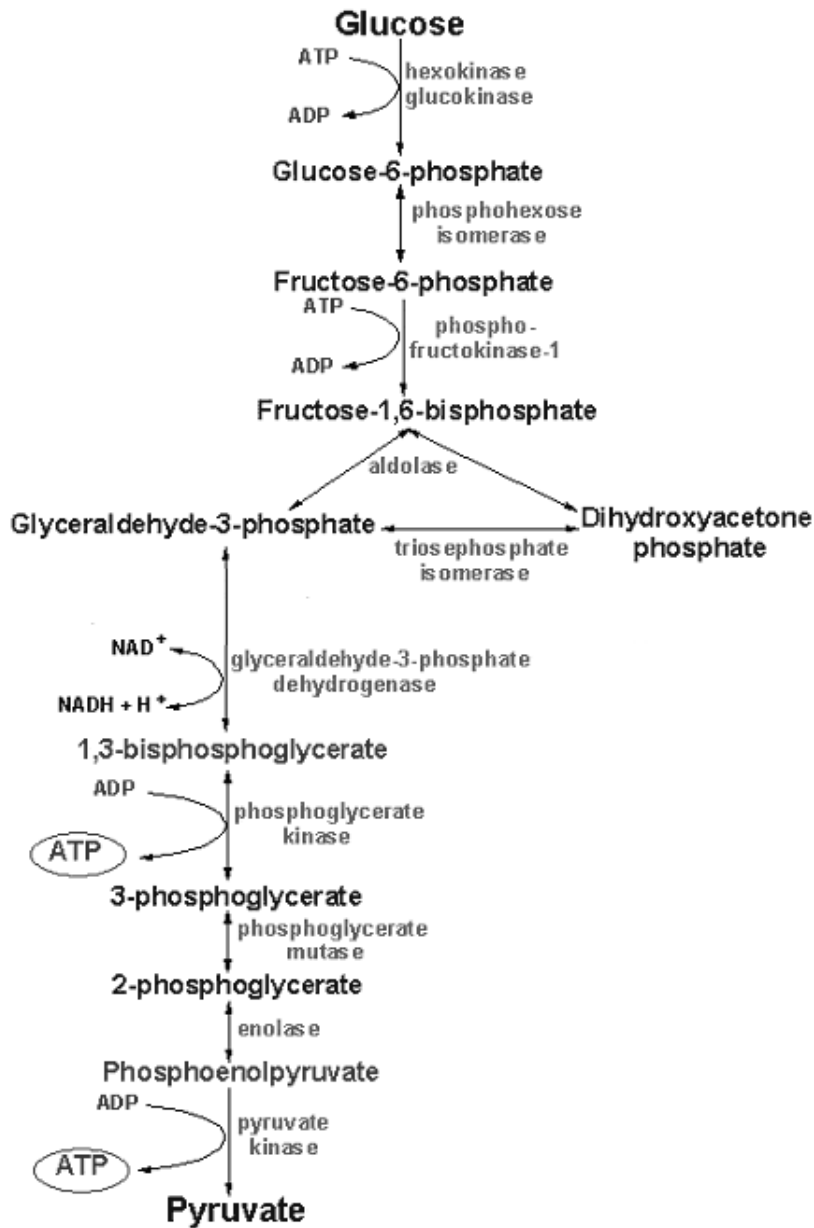 Glucose
ATP
hexokinase
glucokinase
ADP
Glucose-6-phosphate
phosphohexose
isomerase
Fructose-6-phosphate
ATP
phospho-
fructokinase-1
ADP
Fructose-1,6-bisphosphate
aldolase
Glyceraldehyde-3-phosphate
Dihydroxyacetone
phosphate
triosephosphate
isomerase
NAD+
glyceraldehyde-3-phosphate
dehydrogenase
NADH + H+
1,3-bisphosphoglycerate
ADP
phosphoglycerate
kinase
ATP
3-phosphoglycerate
phosphoglycerate
mutase
2-phosphoglycerate
enolase
Phosphoenolpyruvate
ADP
pyruvate
kinase
ATP
Pyruvate